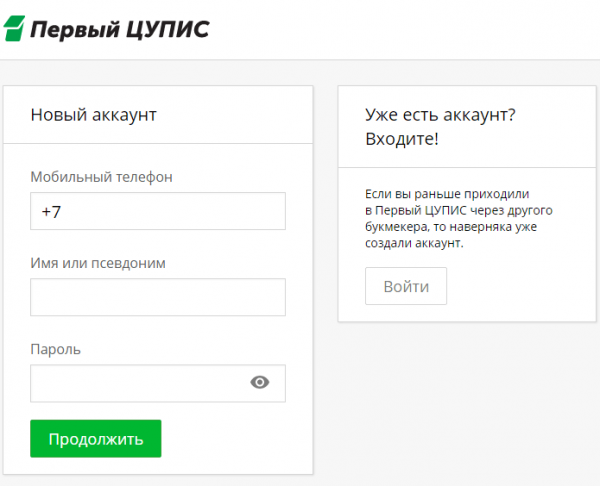 Первый ЦУПИС
Новый аккаунт
Мобильный телефон
+7
Имя или псевдоним
Пароль
Продолжить
Уже есть аккаунт?
Входите!
Если вы раньше приходили
в Первый ЦУПИС через другого
букмекера, то наверняка уже
создали аккаунт.
Войти